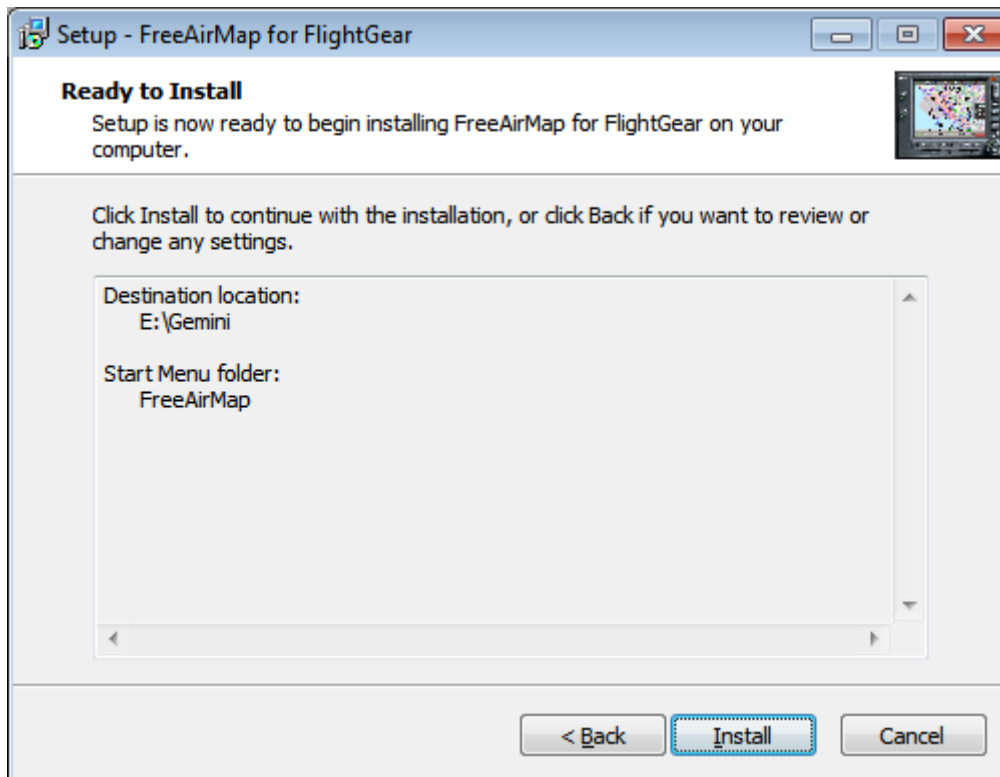 Setup - FreeAirMap for FlightGear
Ready to Install
Setup is now ready to begin installing FreeAirMap for FlightGear on your
computer.
Click Install to continue with the installation, or click Back if you want to review or
change any settings.
Destination location:
E:\Gemini
Start Menu folder:
FreeAirMap
< Back
Install
Cancel